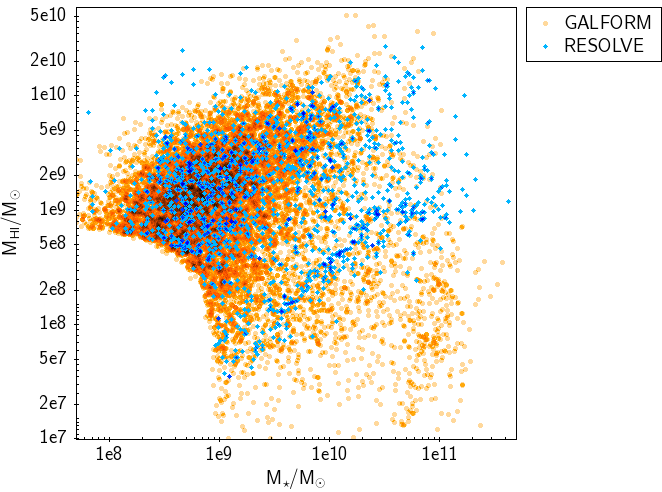 GALFORM
RESOLVE
5e10
2e10
1e10
5e9
2e9
1e9
5e8
2e8
1e8
5e7
2e7
1e7
M_HI/M_☉
1e8 1e9 1e10 1e11
M_⋆/M_☉